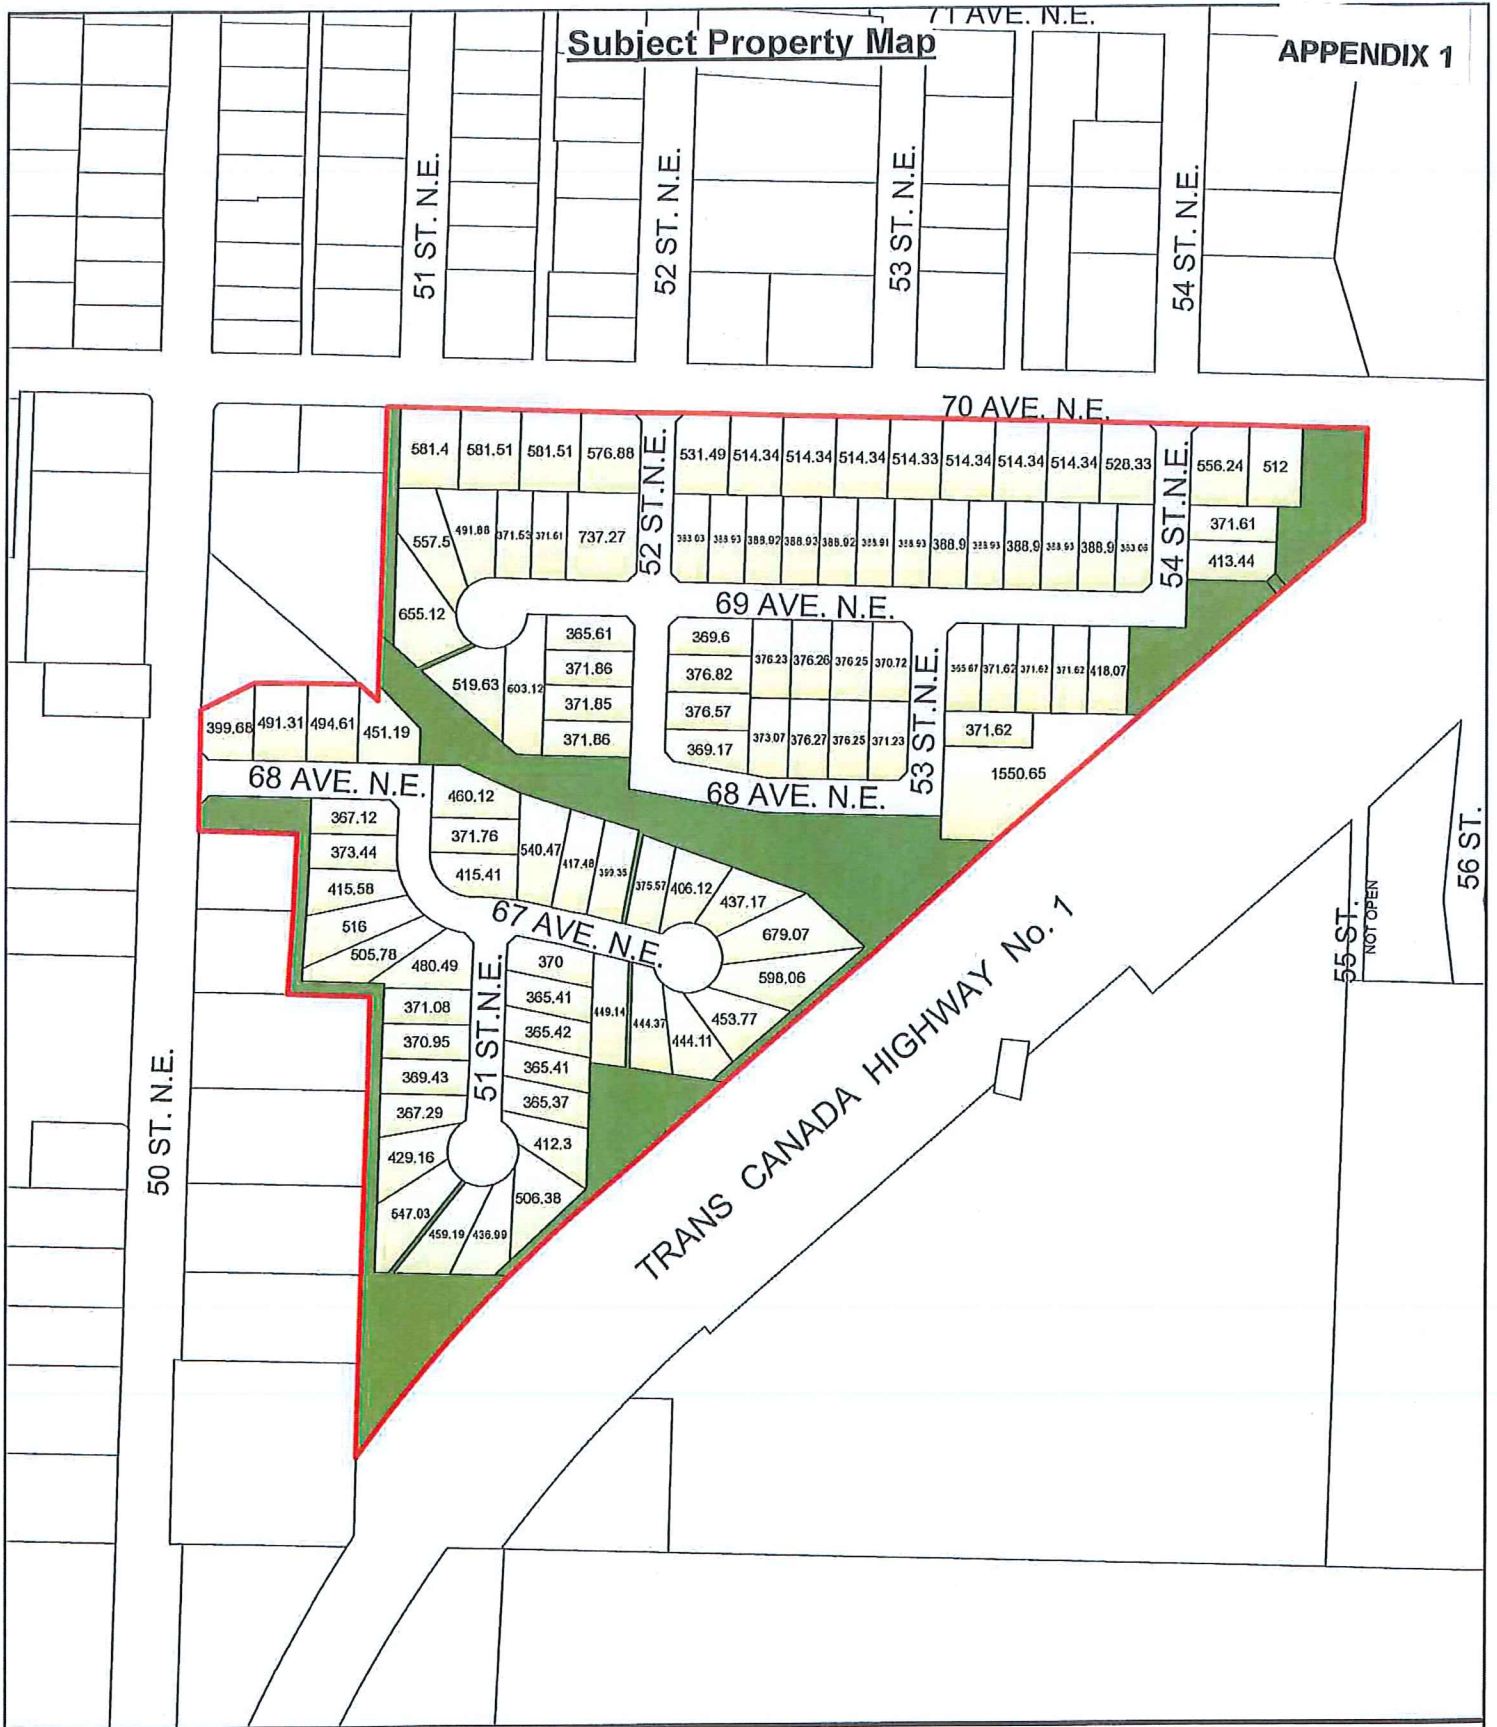 71 AVE. N.E.
Subject Property Map
APPENDIX 1
51 ST. N.E.
52 ST. N.E.
53 ST. N.E.
54 ST. N.E.
70 AVE. N.E.
581.4 581.51 581.51 576.88
52 ST.N.E.
531.49 514.34 514.34 514.34 514.33 514.34 514.34 514.34 528.33
54 ST.N.E.
556.24 512
557.5 491.88 371.53 371.61 737.27
388.92 388.93 388.92 388.9 388.9 388.9
371.61
413.44
655.12
69 AVE. N.E.
519.63 603.12
365.61
371.86
371.85
371.86
369.6
376.82
376.57
369.17
376.23 376.26 376.25 370.72
373.07 376.27 376.25 371.23
53 ST.N.E.
365.67 371.62 371.62 371.62 418.07
371.62
1550.65
399.68 491.31 494.61 451.19
68 AVE. N.E.
68 AVE. N.E.
367.12
373.44
415.58
516
505.78
480.49
460.12
371.76
415.41
540.47 417.48 375.57 406.12
437.17
679.07
598.06
453.77
444.11
444.37
449.14
67 AVE. N.E.
371.08
370.95
369.43
367.29
429.16
547.03
459.19 436.99
506.38
51 ST.N.E.
370
365.41
365.42
365.41
365.37
412.3
50 ST. N.E.
TRANS CANADA HIGHWAY No. 1
55 ST.
NOT OPEN
56 ST.